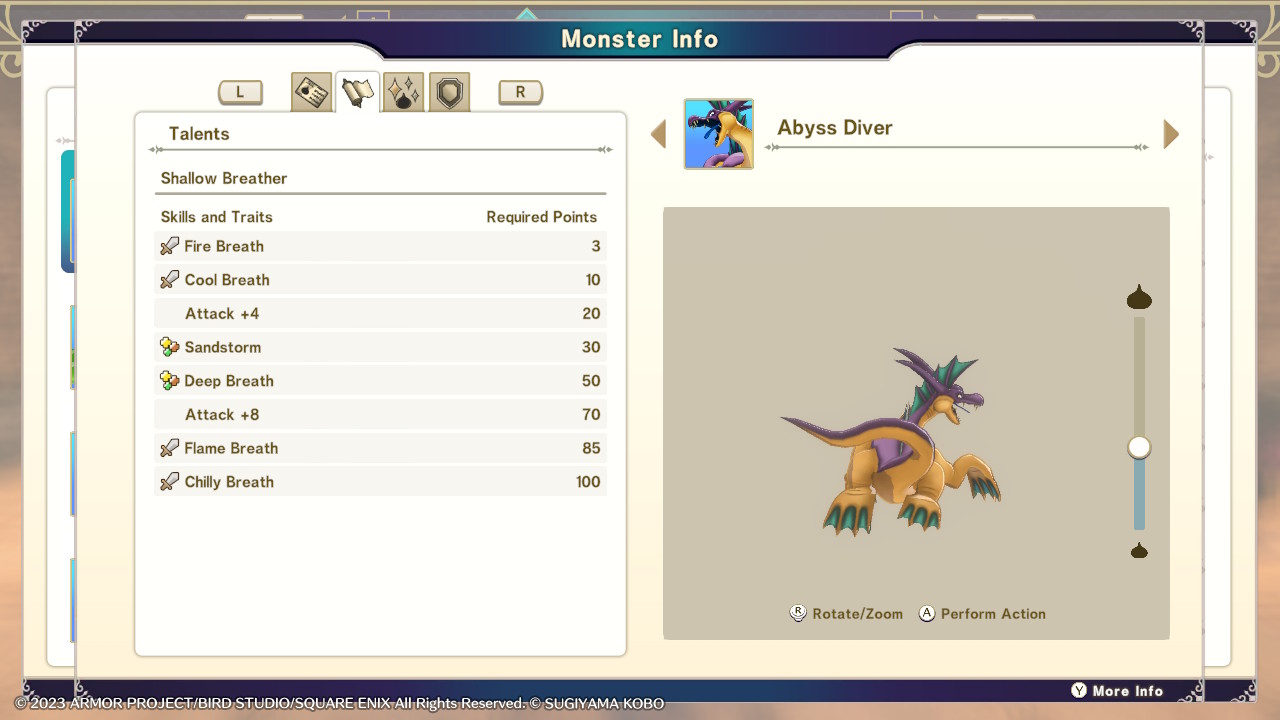 Monster Info
L
R
Talents
Shallow Breather
Skills and Traits Required Points
Fire Breath 3
Cool Breath 10
Attack +4 20
Sandstorm 30
Deep Breath 50
Attack +8 70
Flame Breath 85
Chilly Breath 100
Abyss Diver
R Rotate/Zoom A Perform Action
Y More Info
© 2023 ARMOR PROJECT/BIRD STUDIO/SQUARE ENIX All Rights Reserved. © SUGIYAMA KOBO